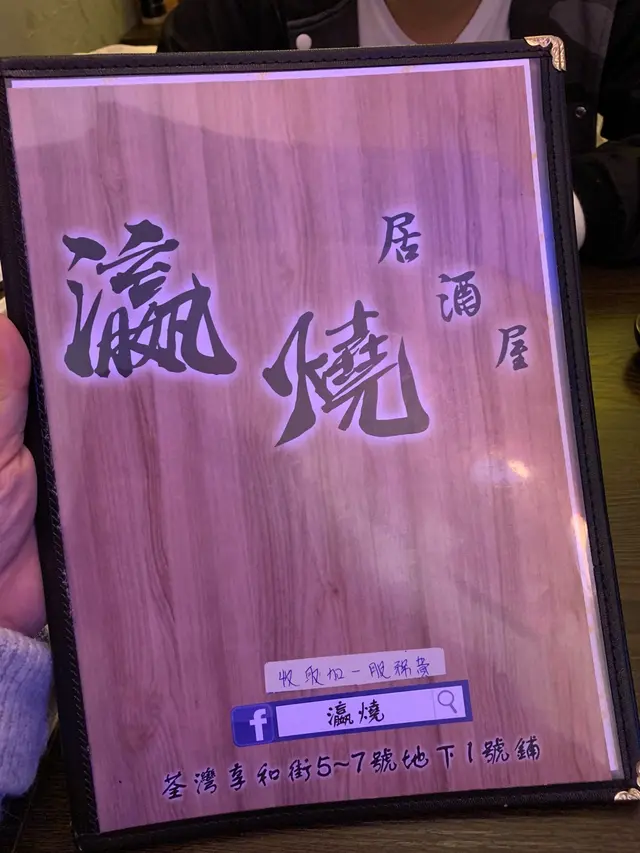 瀛燒
居酒屋
收取加一服務費
f 瀛燒
荃灣享和街5~7號地下1號鋪